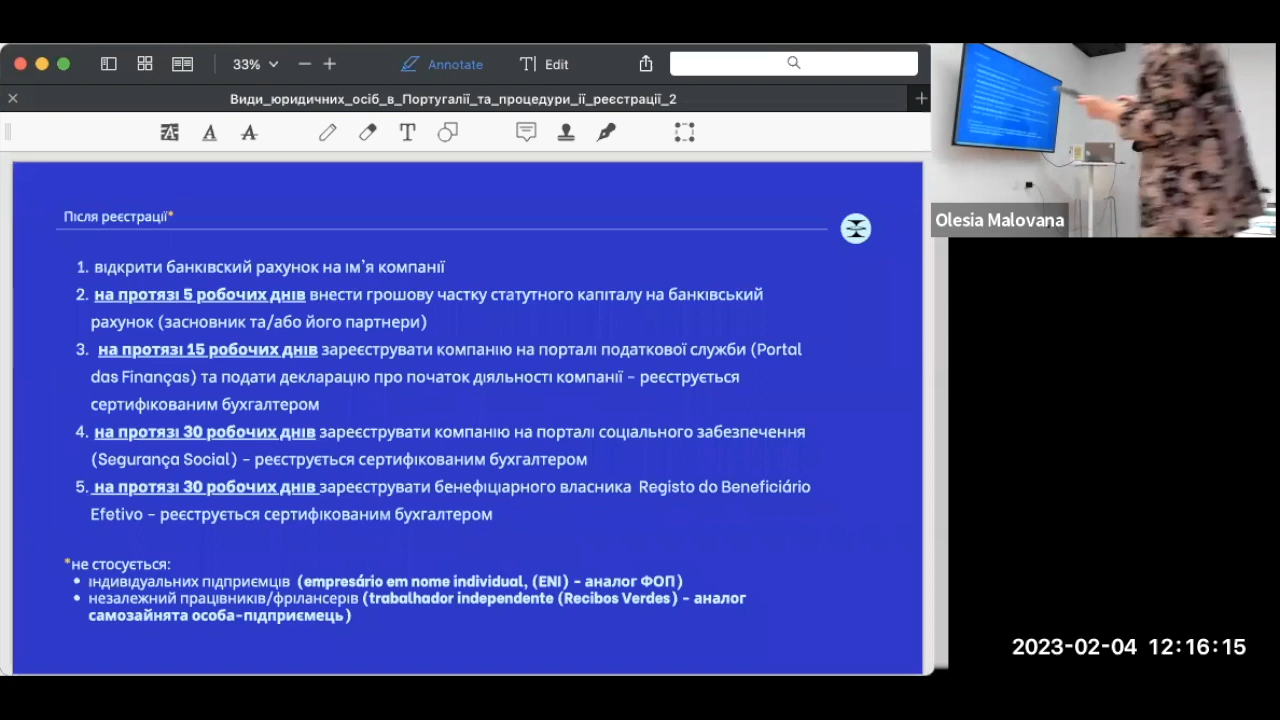 33%
Annotate
Edit
Види_юридичних_осіб_в_Португалії_та_процедури_її_реєстрації_2
Після реєстрації*
1. відкрити банківский рахунок на ім'я компанії
2. на протязі 5 робочих днів внести грошову частку статутного капіталу на банківський
рахунок (засновник та/або його партнери)
3. на протязі 15 робочих днів зареєструвати компанію на порталі податкової служби (Portal
das Finanças) та подати декларацію про початок діяльності компанії - реєструється
сертифікованим бухгалтером
4. на протязі 30 робочих днів зареєструвати компанію на порталі соціального забезпечення
(Segurança Social) - реєструється сертифікованим бухгалтером
5. на протязі 30 робочих днів зареєструвати бенефіціарного власника Registo do Beneficiário
Efetivo - реєструється сертифікованим бухгалтером
*не стосується:
• індивідуальних підприємців (empresário em nome individual, (ENI) - аналог ФОП)
• незалежний працівників/фрілансерів (trabalhador independente (Recibos Verdes) - аналог
самозайнята особа-підприємець)
Olesia Malovana
2023-02-04 12:16:15